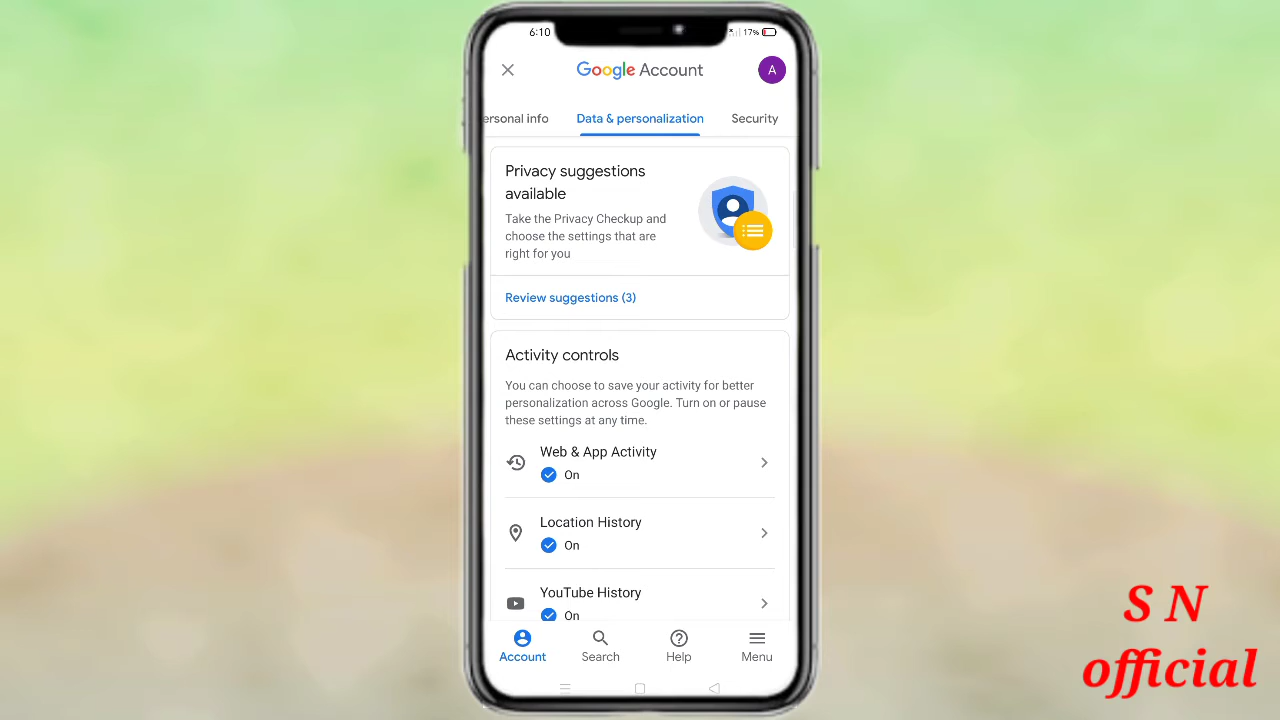 6:10
17%
Google Account
A
ersonal info
Data & personalization
Security
Privacy suggestions
available
Take the Privacy Checkup and
choose the settings that are
right for you
Review suggestions (3)
Activity controls
You can choose to save your activity for better
personalization across Google. Turn on or pause
these settings at any time.
Web & App Activity
On
Location History
On
YouTube History
On
Account
Search
Help
Menu
S N
official